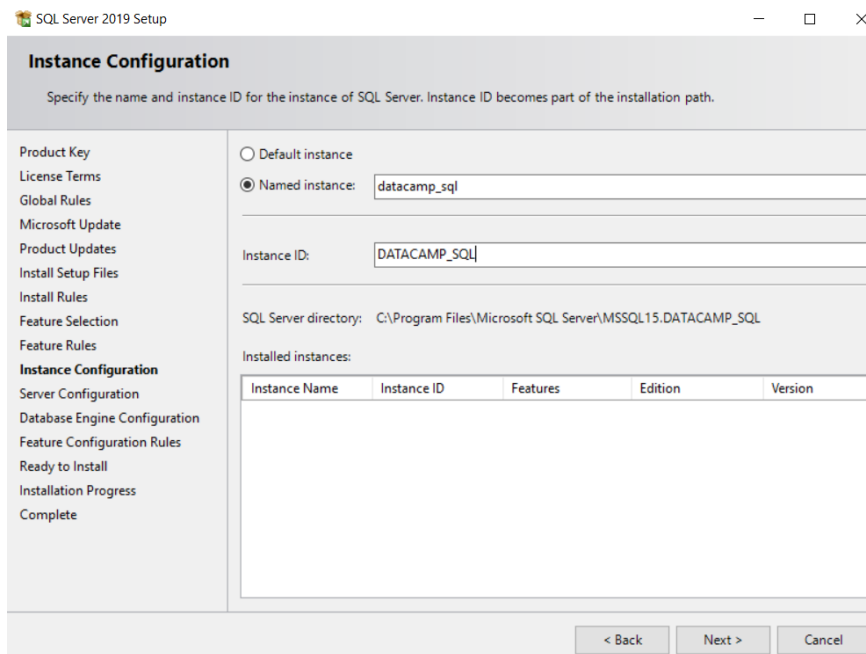 SQL Server 2019 Setup
Instance Configuration
Specify the name and instance ID for the instance of SQL Server. Instance ID becomes part of the installation path.
Product Key
License Terms
Global Rules
Microsoft Update
Product Updates
Install Setup Files
Install Rules
Feature Selection
Feature Rules
Instance Configuration
Server Configuration
Database Engine Configuration
Feature Configuration Rules
Ready to Install
Installation Progress
Complete
Default instance
Named instance: datacamp_sql
Instance ID: DATACAMP_SQL
SQL Server directory: C:\Program Files\Microsoft SQL Server\MSSQL15.DATACAMP_SQL
Installed instances:
Instance Name Instance ID Features Edition Version
< Back Next > Cancel